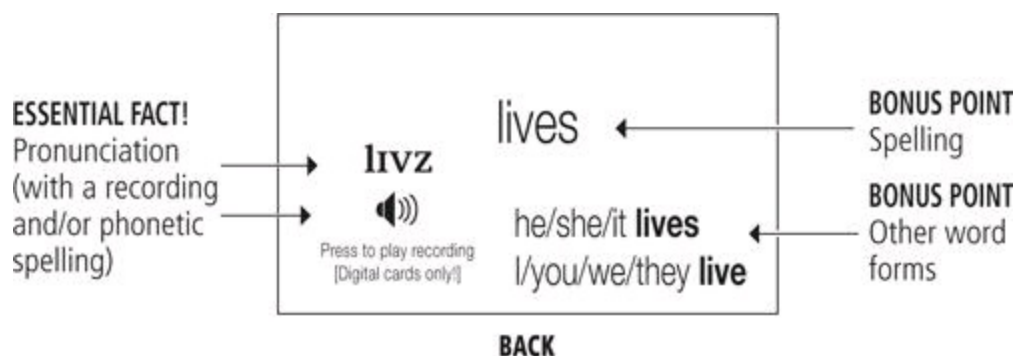 ESSENTIAL FACT!
Pronunciation
(with a recording
and/or phonetic
spelling)
lɪvz
Press to play recording
[Digital cards only!]
lives
he/she/it lives
I/you/we/they live
BONUS POINT
Spelling
BONUS POINT
Other word
forms
BACK